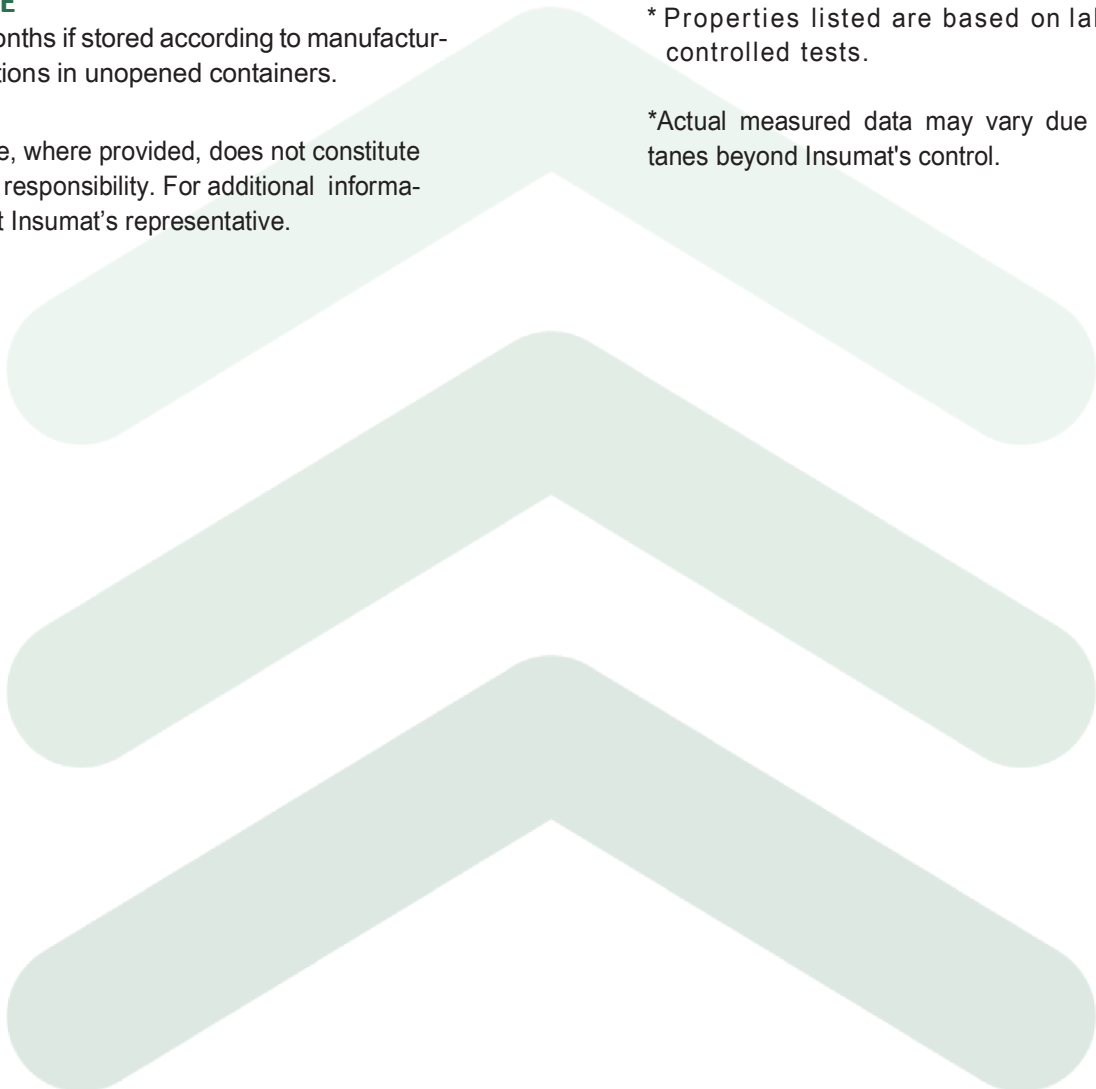 E
onths if stored according to manufactur-
tions in unopened containers.
e, where provided, does not constitute
responsibility. For additional informa-
t Insumat’s representative.
* Properties listed are based on la
controlled tests.
*Actual measured data may vary due
tanes beyond Insumat's control.